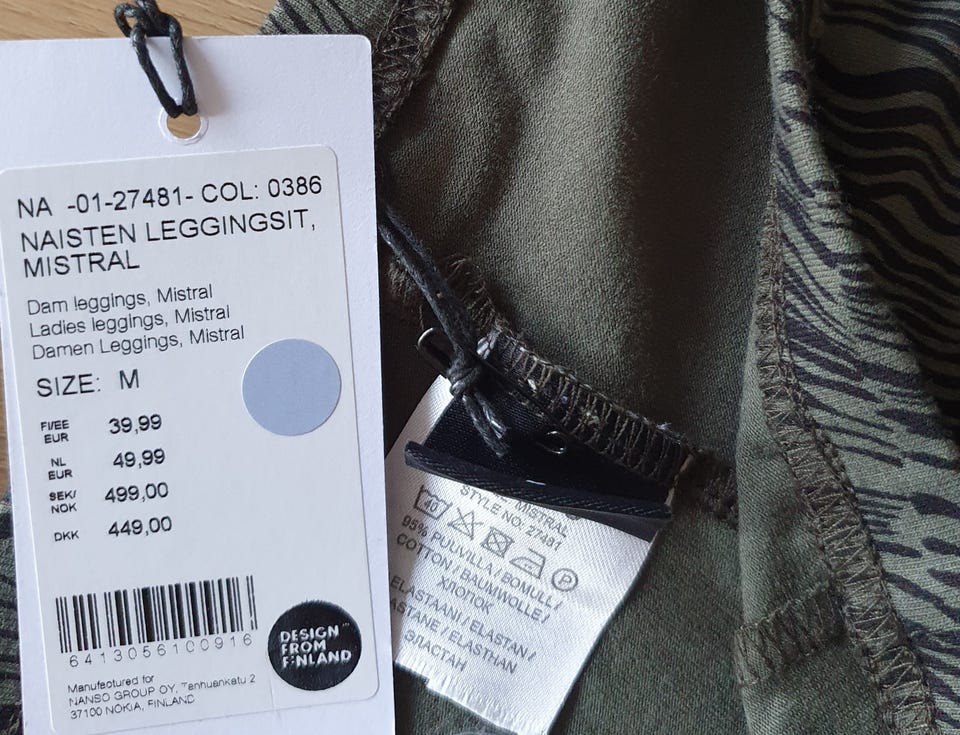 NA -01-27481- COL: 0386
NAISTEN LEGGINGSIT,
MISTRAL
Dam leggings, Mistral
Ladies leggings, Mistral
Damen Leggings, Mistral
SIZE: M
FI/EE
EUR 39,99
NL
EUR 49,99
SEK/
NOK 499,00
DKK 449,00
6413056100916
Manufactured for
NANSO GROUP OY, Tehnuankatu 2
37100 NOKIA, FINLAND
DESIGN
FROM
FINLAND
MISTRAL
STYLE NO: 27481
40
P
95% PUUVILLA / BOMULL /
COTTON / BAUMWOLLE /
ХЛОПОК
ELASTAANI / ELASTAN /
ASTANE / ELASTHAN
ЭЛАСТАН